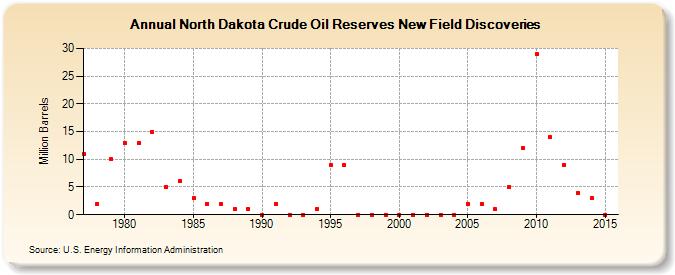 Annual North Dakota Crude Oil Reserves New Field Discoveries
Million Barrels
30
25
20
15
10
5
0
1980 1985 1990 1995 2000 2005 2010 2015
Source: U.S. Energy Information Administration